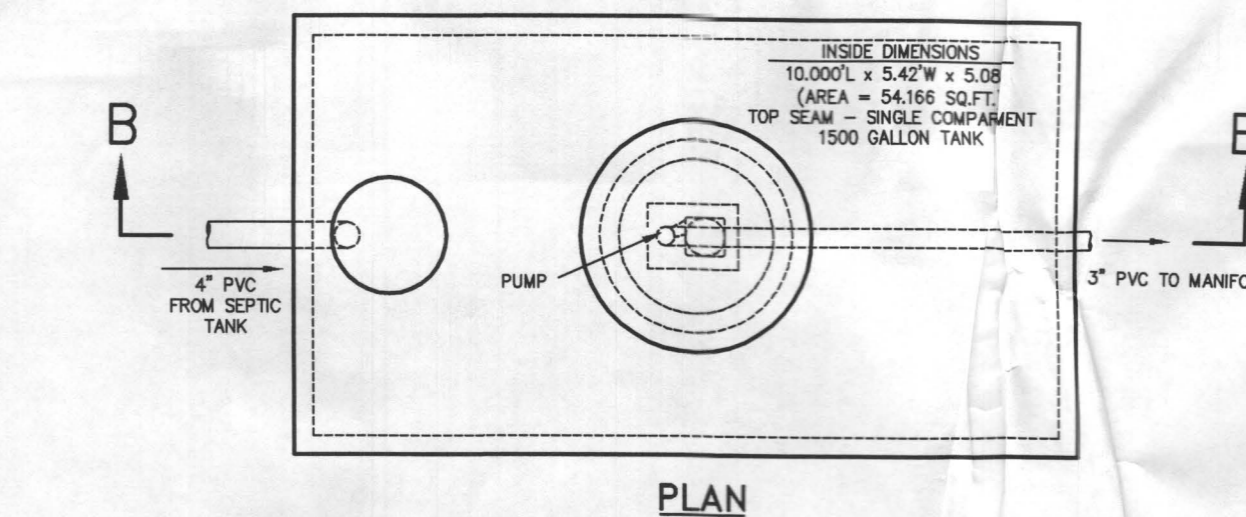 INSIDE DIMENSIONS
10.000'L x 5.42'W x 5.08
(AREA = 54.166 SQ.FT.
TOP SEAM – SINGLE COMPARMENT
1500 GALLON TANK
B
4" PVC
FROM SEPTIC
TANK
PUMP
3" PVC TO MANIFO
PLAN